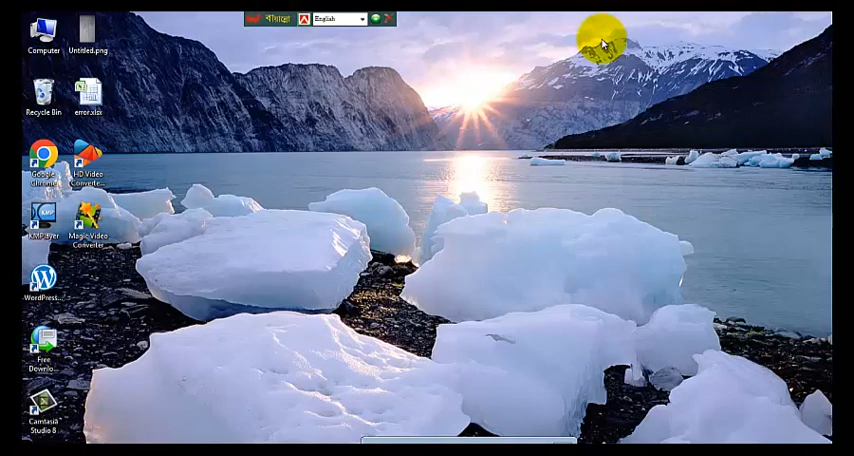 বায়ান্নো
English
Computer
Untitled.png
Recycle Bin
error.xlsx
Google
Chrome
HD Video
Converte...
KMPlayer
Magic Video
Converter
WordPress...
Free
Downlo...
Camtasia
Studio 8